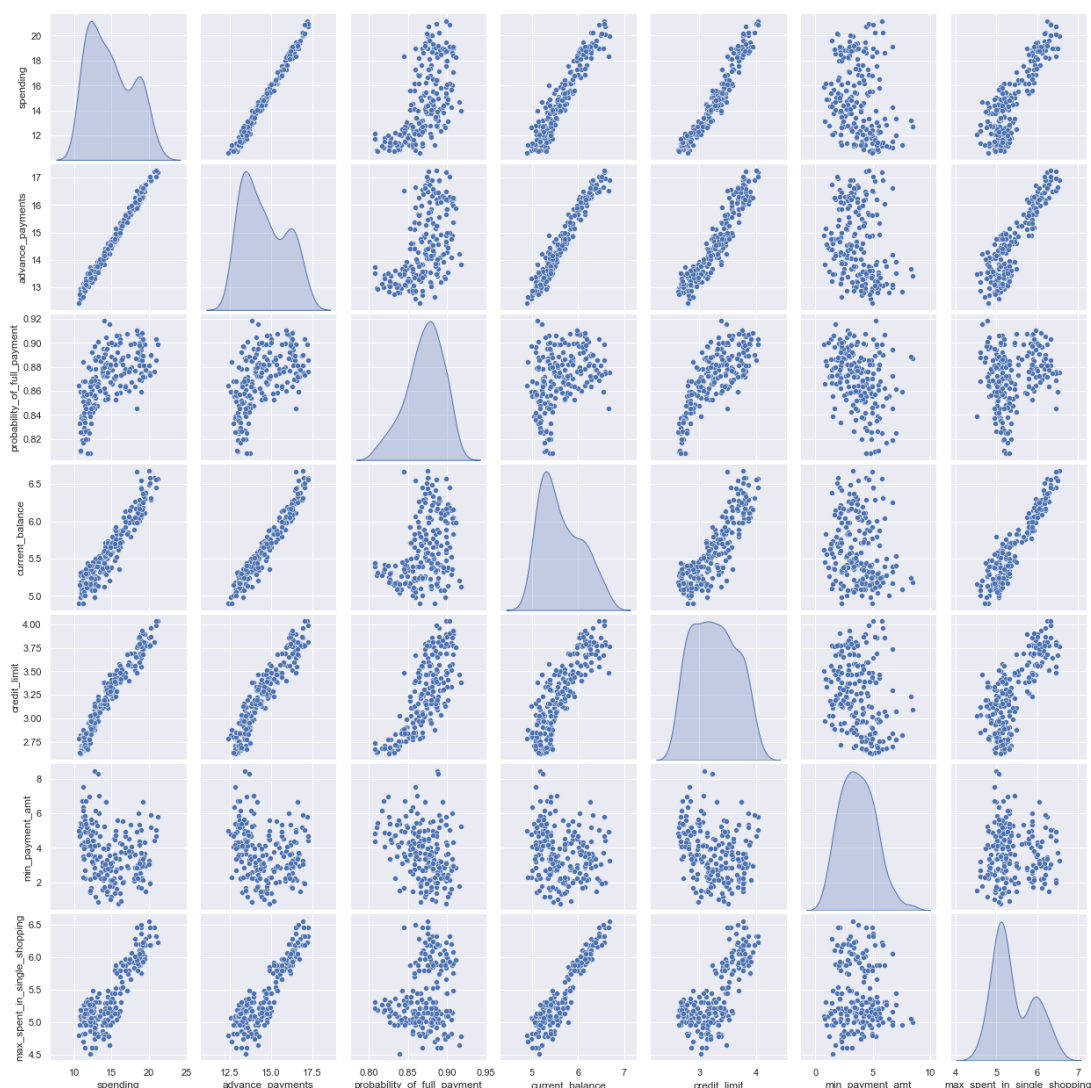 spending
20
18
16
14
12
advance_payments
17
16
15
14
13
probability_of_full_payment
0.92
0.90
0.88
0.86
0.84
0.82
current_balance
6.5
6.0
5.5
5.0
credit_limit
4.00
3.75
3.50
3.25
3.00
2.75
min_payment_amt
8
6
4
2
max_spent_in_single_shopping
6.5
6.0
5.5
5.0
4.5
10 15 20 25
12.5 15.0 17.5
0.80 0.85 0.90 0.95
5 6 7
3 4
0 5 10
4 5 6 7
spending
advance_payments
probability_of_full_payment
current_balance
credit_limit
min_payment_amt
max_spent_in_single_shopping